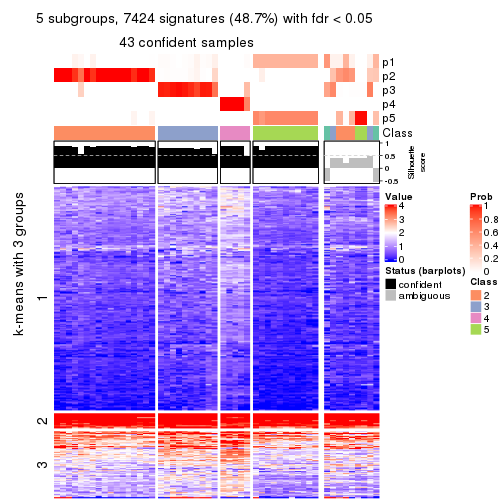 5 subgroups, 7424 signatures (48.7%) with fdr < 0.05
43 confident samples
p1
p2
p3
p4
p5
Class
1
0.5
0
-0.5
Silhouette
score
k-means with 3 groups
1
2
3
Value
4
3
2
1
0
Status (barplots)
confident
ambiguous
Prob
1
0.8
0.6
0.4
0.2
0
Class
2
3
4
5